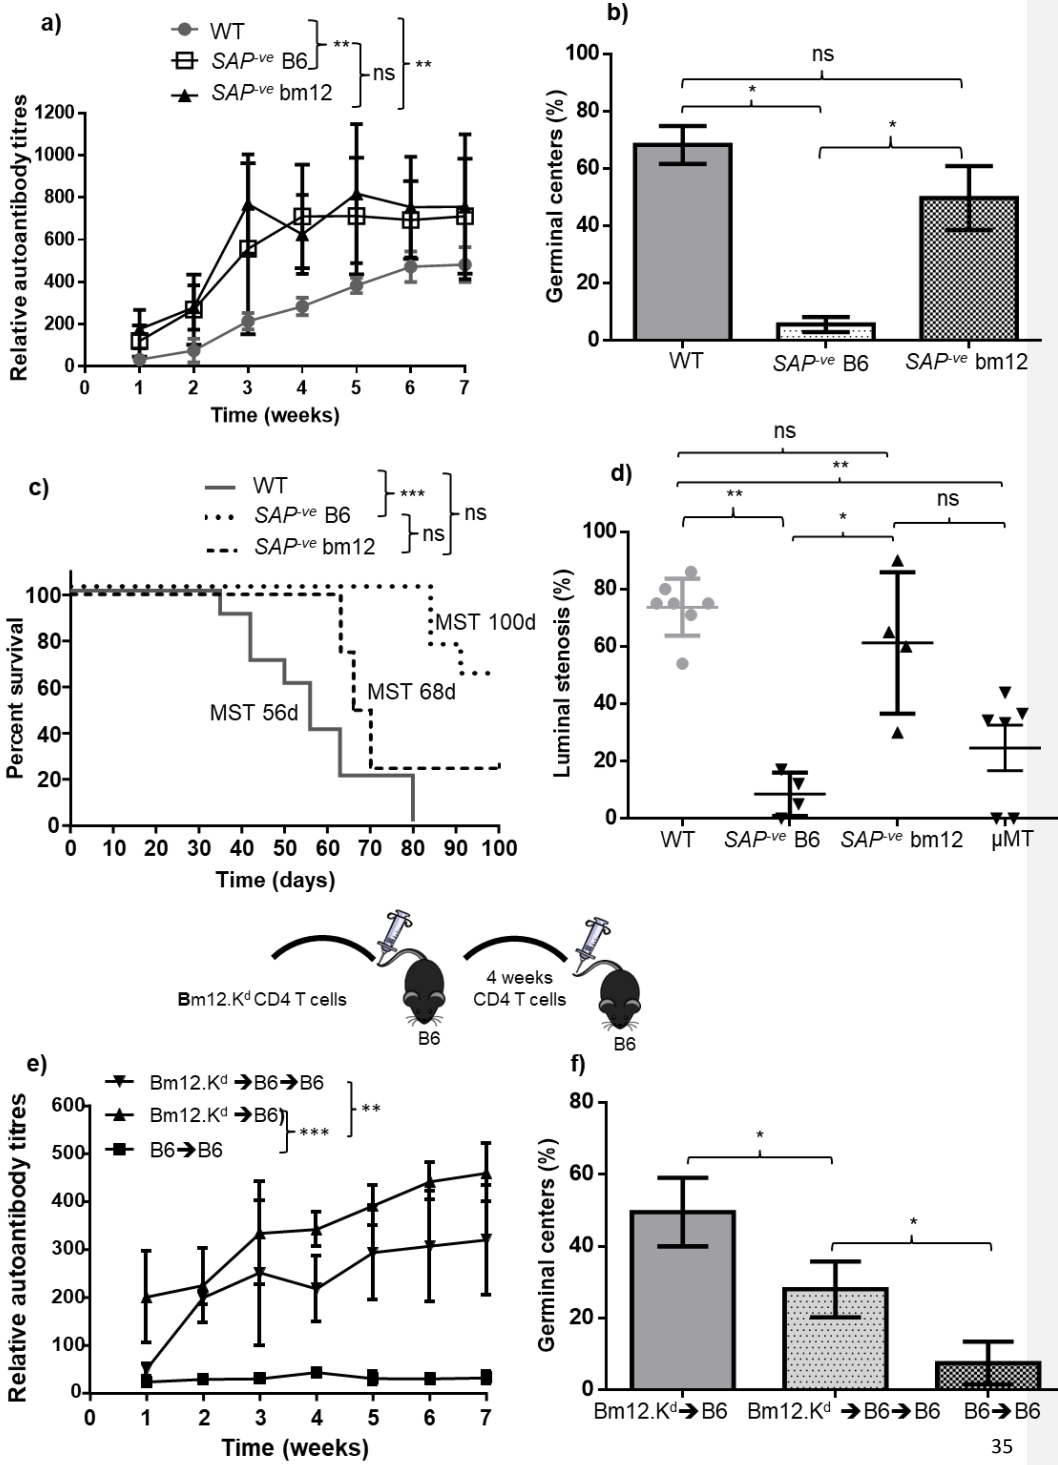 a)
WT
SAP-ve B6
SAP-ve bm12
**
ns
**
Relative autoantibody titres
1200
1000
800
600
400
200
0
0 1 2 3 4 5 6 7
Time (weeks)
b)
ns
*
*
Germinal centers (%)
100
80
60
40
20
0
WT SAP-ve B6 SAP-ve bm12
c)
WT
SAP-ve B6
SAP-ve bm12
***
ns
ns
Percent survival
100
80
60
40
20
0
MST 100d
MST 68d
MST 56d
0 10 20 30 40 50 60 70 80 90 100
Time (days)
d)
ns
**
**
ns
*
Luminal stenosis (%)
100
80
60
40
20
0
WT SAP-ve B6 SAP-ve bm12 µMT
Bm12.Kd CD4 T cells
B6
4 weeks
CD4 T cells
B6
e)
Bm12.Kd ➔B6➔B6
Bm12.Kd ➔B6)
B6➔B6
**
***
Relative autoantibody titres
600
500
400
300
200
100
0
0 1 2 3 4 5 6 7
Time (weeks)
f)
*
*
Germinal centers (%)
80
60
40
20
0
Bm12.Kd➔B6 Bm12.Kd ➔B6➔B6 B6➔B6
35